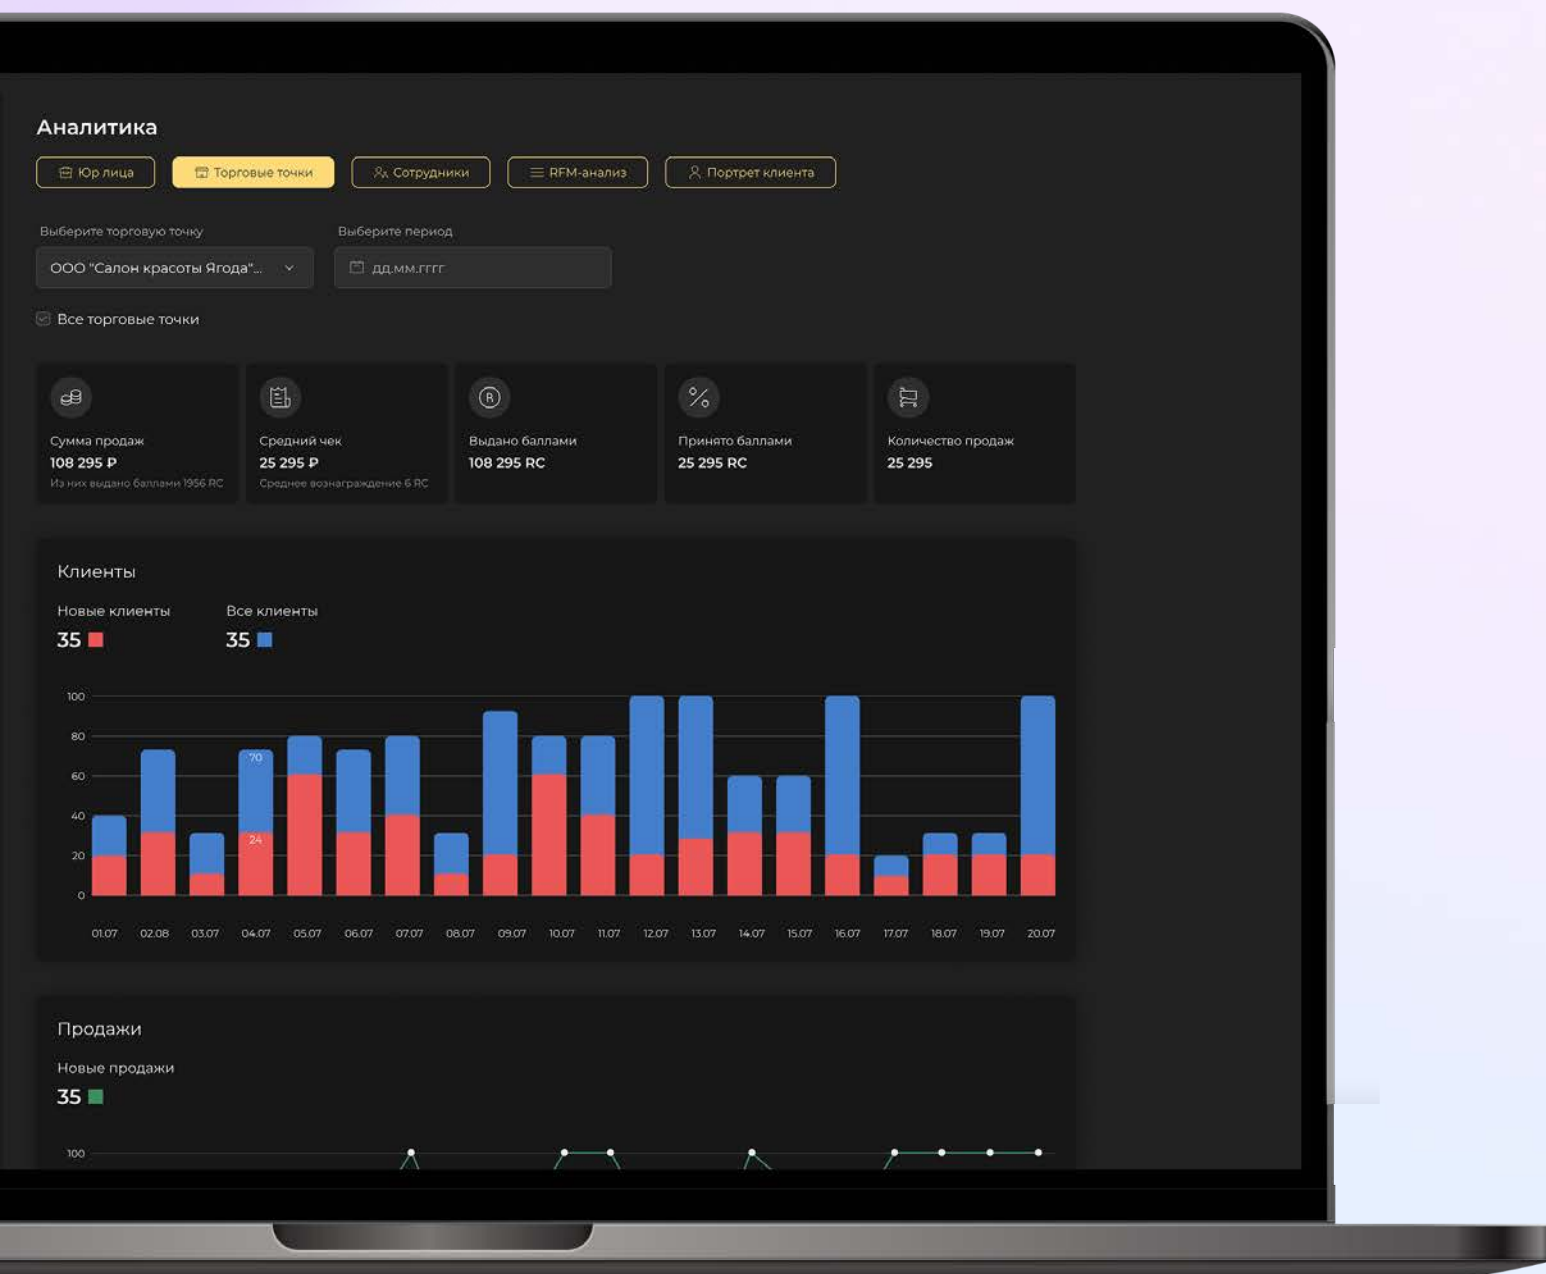 Аналитика
Юр лица
Торговые точки
Сотрудники
RFM-анализ
Портрет клиента
Выберите торговую точку
Выберите период
ООО "Салон красоты Ягода"...
дд.мм.гггг
Все торговые точки
Сумма продаж
108 295 ₽
Из них выдано баллами 1956 RC
Средний чек
25 295 ₽
Среднее вознаграждение 6 RC
Выдано баллами
108 295 RC
Принято баллами
25 295 RC
Количество продаж
25 295
Клиенты
Новые клиенты
35
Все клиенты
35
100
80
60
40
20
0
70
24
01.07 02.08 03.07 04.07 05.07 06.07 07.07 08.07 09.07 10.07 11.07 12.07 13.07 14.07 15.07 16.07 17.07 18.07 19.07 20.07
Продажи
Новые продажи
35
100